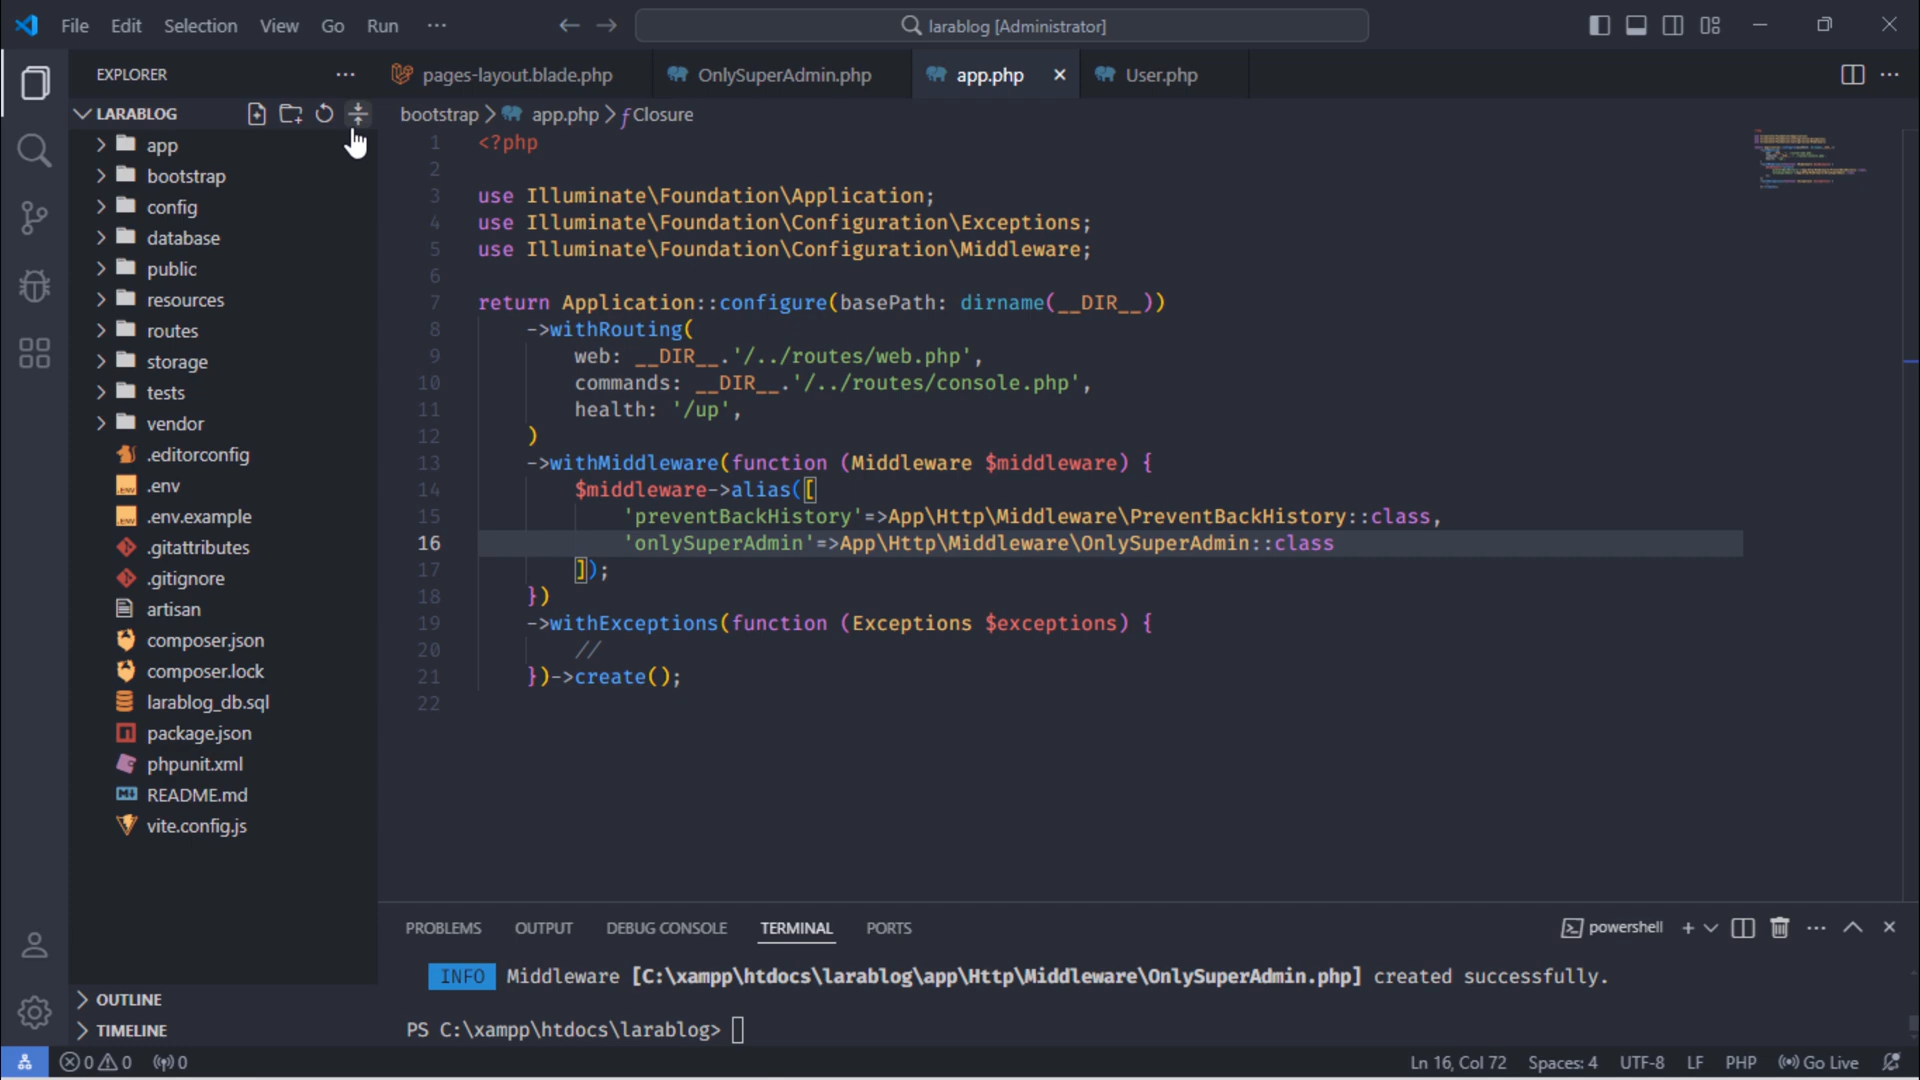 File Edit Selection View Go Run ··· larablog [Administrator]
EXPLORER ···
pages-layout.blade.php OnlySuperAdmin.php app.php User.php
LARABLOG
bootstrap > app.php > Closure
app
bootstrap
config
database
public
resources
routes
storage
tests
vendor
.editorconfig
.env
.env.example
.gitattributes
.gitignore
artisan
composer.json
composer.lock
larablog_db.sql
package.json
phpunit.xml
README.md
vite.config.js
OUTLINE
TIMELINE
1 <?php
2
3 use Illuminate\Foundation\Application;
4 use Illuminate\Foundation\Configuration\Exceptions;
5 use Illuminate\Foundation\Configuration\Middleware;
6
7 return Application::configure(basePath: dirname(__DIR__))
8 ->withRouting(
9 web: __DIR__.'/../routes/web.php',
10 commands: __DIR__.'/../routes/console.php',
11 health: '/up',
12 )
13 ->withMiddleware(function (Middleware $middleware) {
14 $middleware->alias([
15 'preventBackHistory'=>App\Http\Middleware\PreventBackHistory::class,
16 'onlySuperAdmin'=>App\Http\Middleware\OnlySuperAdmin::class
17 ]);
18 })
19 ->withExceptions(function (Exceptions $exceptions) {
20 //
21 })->create();
22
PROBLEMS OUTPUT DEBUG CONSOLE TERMINAL PORTS powershell
INFO Middleware [C:\xampp\htdocs\larablog\app\Http\Middleware\OnlySuperAdmin.php] created successfully.
PS C:\xampp\htdocs\larablog>
0 0 0 Ln 16, Col 72 Spaces: 4 UTF-8 LF PHP Go Live